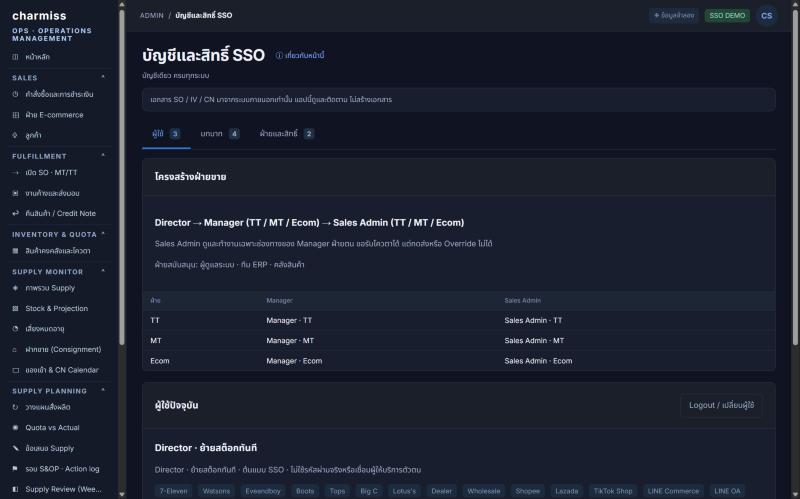 charmiss
OPS · OPERATIONS
MANAGEMENT
หน้าหลัก
SALES
คำสั่งซื้อและการชำระเงิน
ฝ่าย E-commerce
ลูกค้า
FULFILLMENT
เปิด SO · MT/TT
งานค้างและส่งมอบ
คืนสินค้า / Credit Note
INVENTORY & QUOTA
สินค้าคงคลังและโควตา
SUPPLY MONITOR
ภาพรวม Supply
Stock & Projection
เสี่ยงหมดอายุ
ฝากขาย (Consignment)
ของเข้า & CN Calendar
SUPPLY PLANNING
วางแผนสั่งผลิต
Quota vs Actual
ข้อเสนอ Supply
รอบ S&OP · Action log
Supply Review (Wee...
ADMIN / บัญชีและสิทธิ์ SSO
ข้อมูลจำลอง
SSO DEMO
CS
บัญชีและสิทธิ์ SSO
เกี่ยวกับหน้านี้
บัญชีเดียว ครบทุกระบบ
เอกสาร SO / IV / CN มาจากระบบภายนอกเท่านั้น แอปนี้ดูและติดตาม ไม่สร้างเอกสาร
ผู้ใช้ 3
บทบาท 4
ฝ่ายและสิทธิ์ 2
โครงสร้างฝ่ายขาย
Director → Manager (TT / MT / Ecom) → Sales Admin (TT / MT / Ecom)
Sales Admin ดูและทำงานเฉพาะช่องทางของ Manager ฝ่ายตน ขอรับโควตาได้ แต่กดส่งหรือ Override ไม่ได้
ฝ่ายสนับสนุน: ผู้ดูแลระบบ · ทีม ERP · คลังสินค้า
ฝ่าย Manager Sales Admin
TT Manager · TT Sales Admin · TT
MT Manager · MT Sales Admin · MT
Ecom Manager · Ecom Sales Admin · Ecom
ผู้ใช้ปัจจุบัน
Logout / เปลี่ยนผู้ใช้
Director · ย้ายสต็อกทันที
Director · ย้ายสต็อกทันที · ต้นแบบ SSO · ไม่ใช้รหัสผ่านจริงหรือเชื่อมผู้ให้บริการตัวตน
7-Eleven Watsons Eveandboy Boots Tops Big C Lotus's Dealer Wholesale Shopee Lazada TikTok Shop LINE Commerce LINE OA